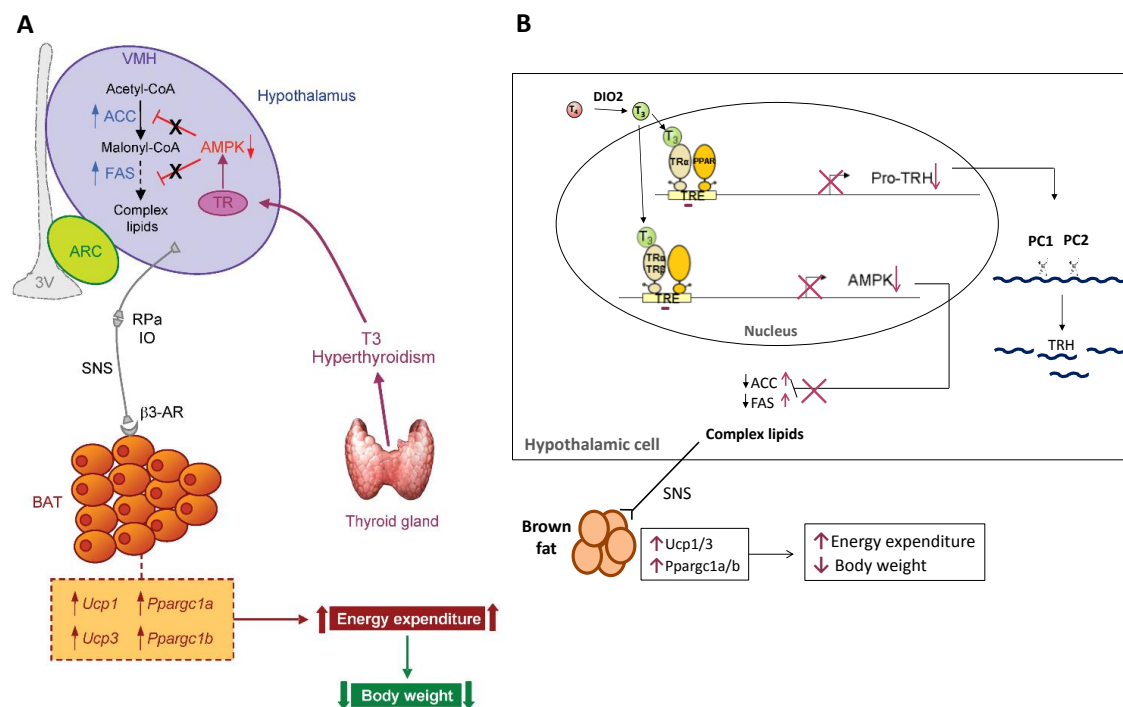 A
VMH
Acetyl-CoA
ACC
Malonyl-CoA
AMPK
X
X
FAS
TR
Complex
lipids
Hypothalamus
ARC
3V
RPa
IO
SNS
β3-AR
T3
Hyperthyroidism
Thyroid gland
BAT
Ucp1 Ppargc1a
Ucp3 Ppargc1b
Energy expenditure
Body weight
B
T4 DIO2 T3
T3
TRα PPAR
TRE
Pro-TRH
T3
TRα
TRβ
TRE
AMPK
Nucleus
PC1 PC2
TRH
ACC
FAS
Complex lipids
Hypothalamic cell
SNS
Brown
fat
Ucp1/3
Ppargc1a/b
Energy expenditure
Body weight